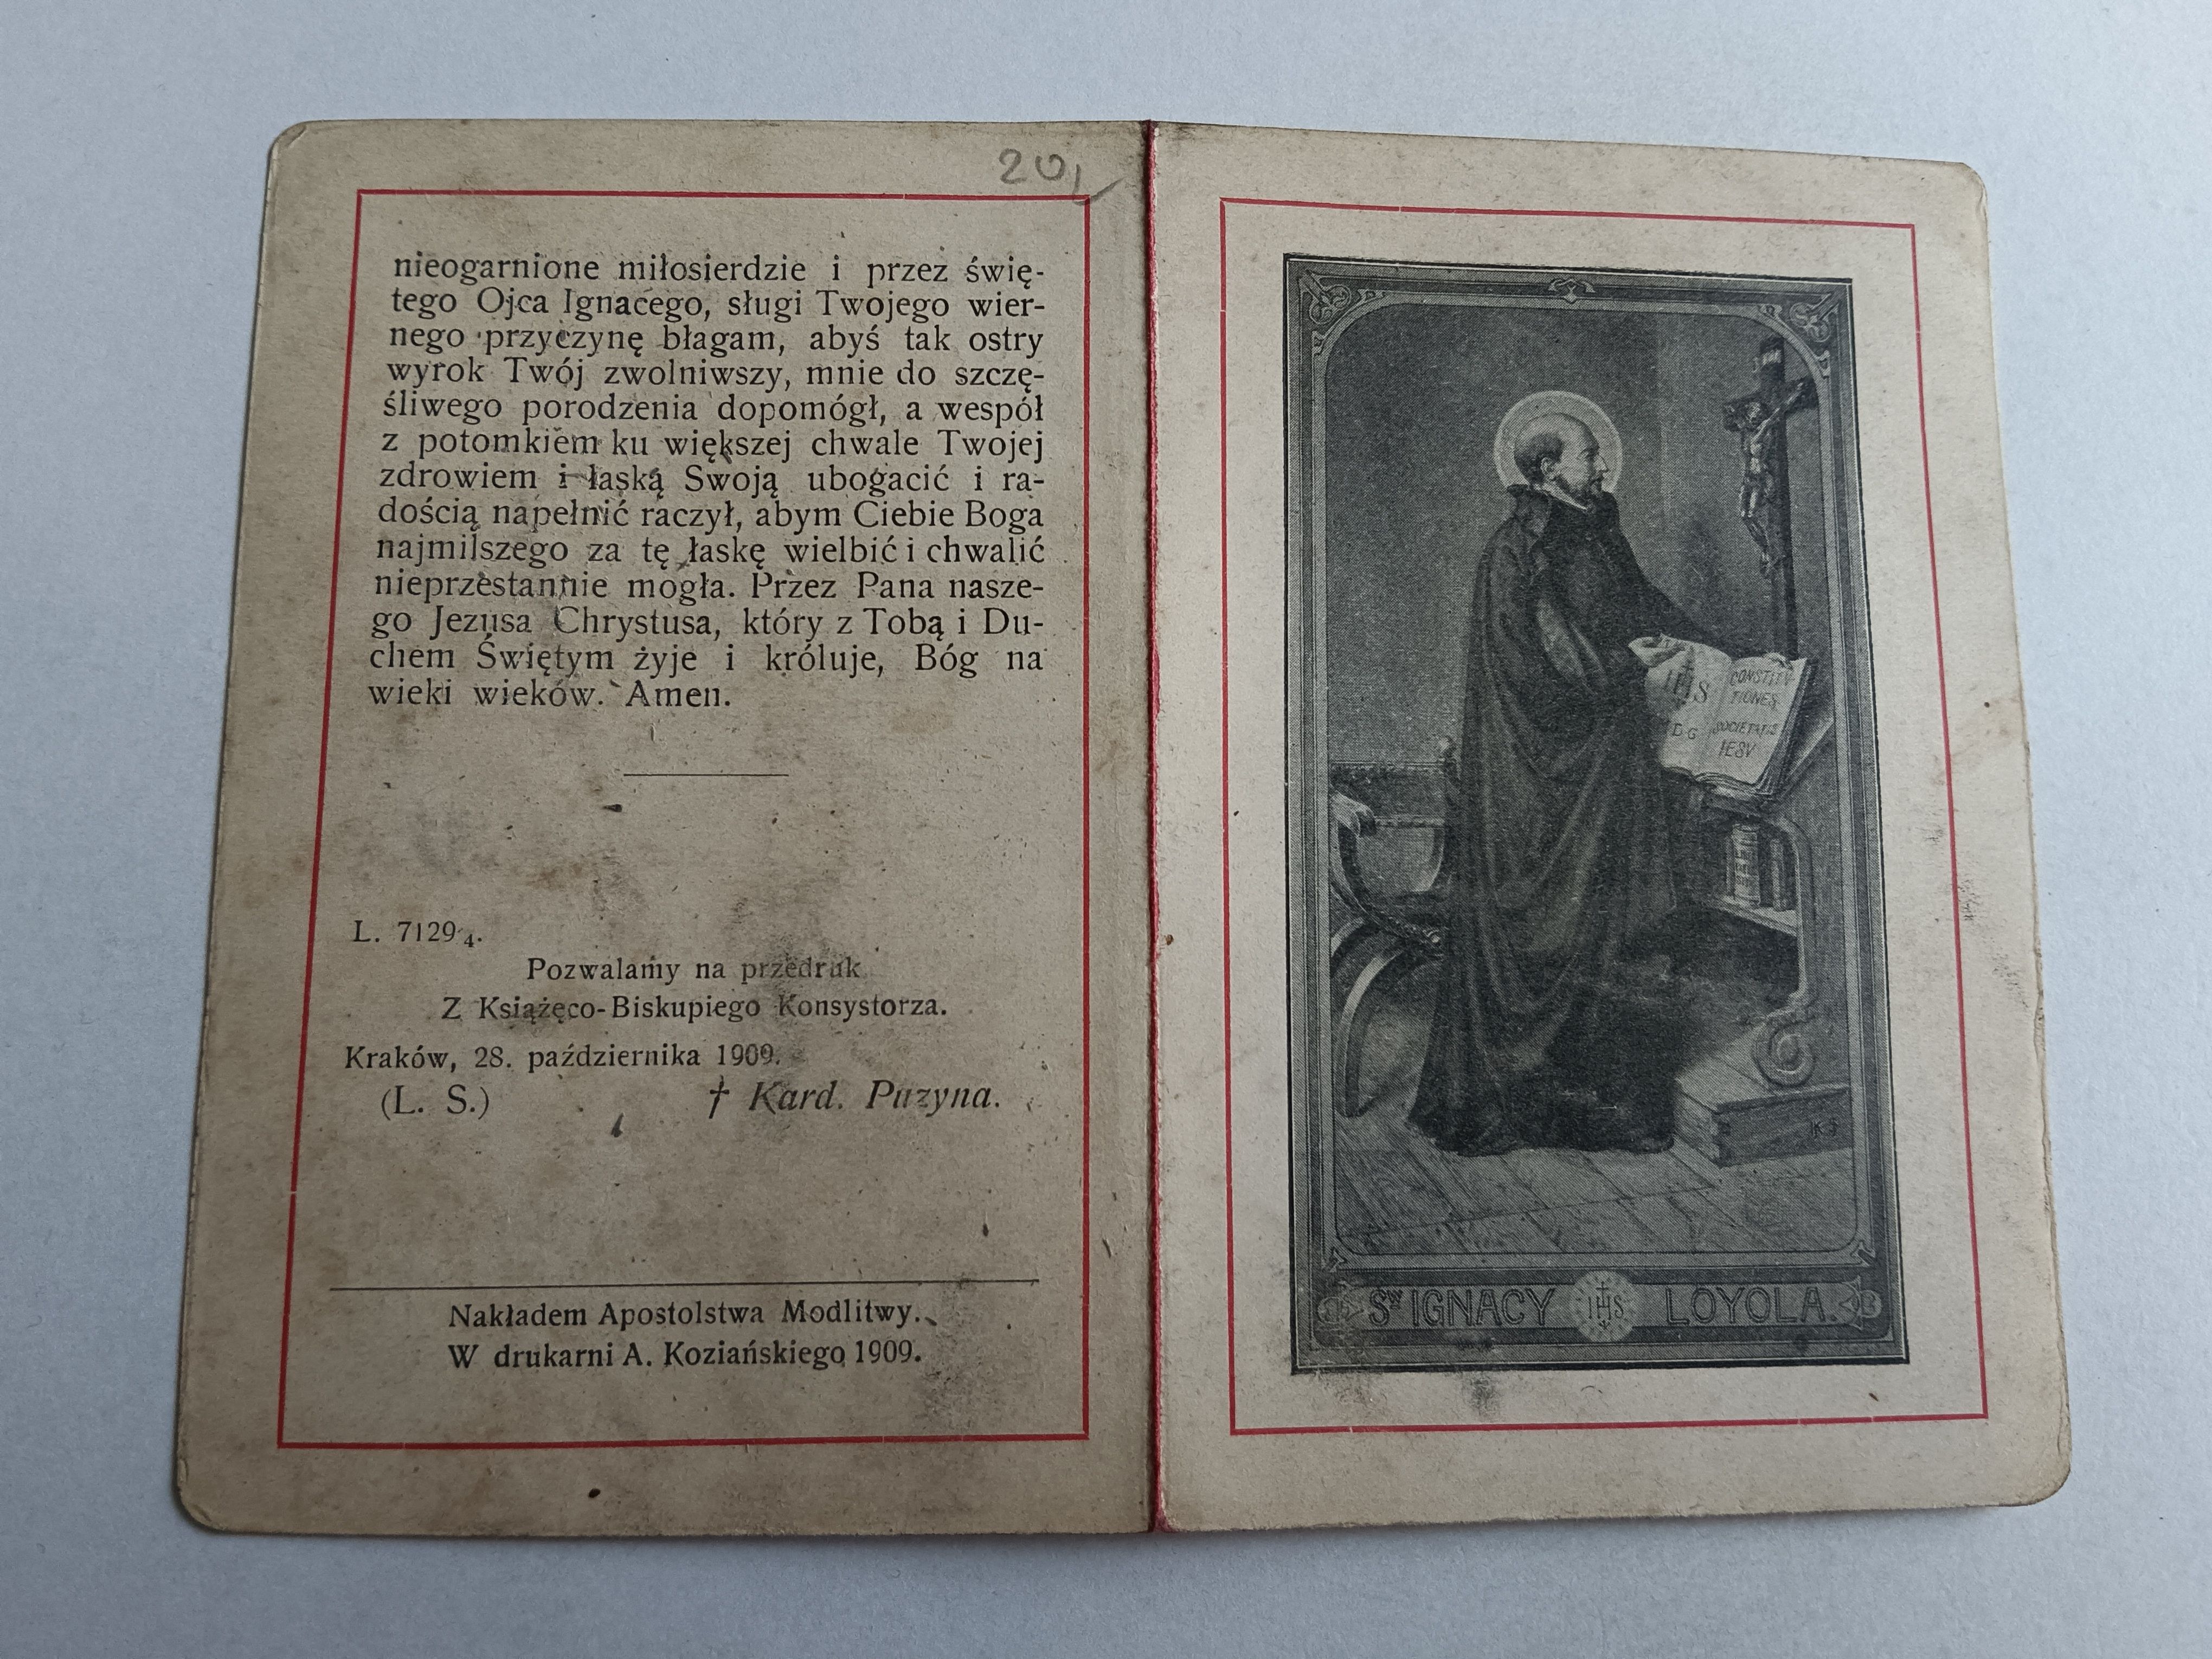 20,
nieogarnione miłosierdzie i przez świę-
tego Ojca Ignacego, sługi Twojego wier-
nego przyczynę błagam, abyś tak ostry
wyrok Twój zwolniwszy, mnie do szczę-
śliwego porodzenia dopomógł, a wespół
z potomkiem ku większej chwale Twojej
zdrowiem i łaską Swoją ubogacić i ra-
dością napełnić raczył, abym Ciebie Boga
najmilszego za tę łaskę wielbić i chwalić
nieprzestannie mogła. Przez Pana nasze-
go Jezusa Chrystusa, który z Tobą i Du-
chem Świętym żyje i króluje, Bóg na
wieki wieków. Amen.
L. 7129 4.
Pozwalamy na przedruk
Z Książęco-Biskupiego Konsystorza.
Kraków, 28. października 1909.
(L. S.) † Kard. Puzyna.
Nakładem Apostolstwa Modlitwy.
W drukarni A. Koziańskiego 1909.
IHS
D G
CONSTITV
TIONES
SOCIETATIS
IESV
K S
Sw IGNACY IHS LOYOLA.